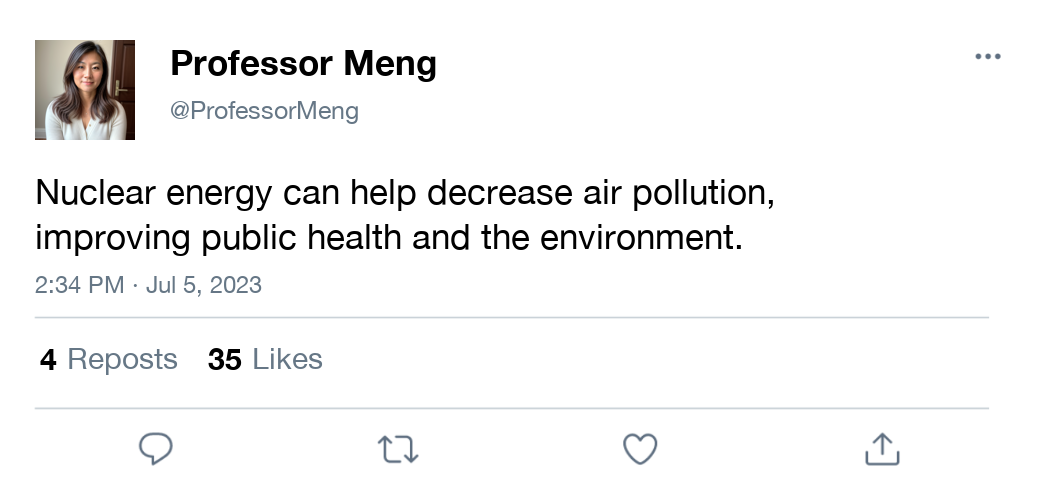 Professor Meng
@ProfessorMeng
Nuclear energy can help decrease air pollution,
improving public health and the environment.
2:34 PM · Jul 5, 2023
4 Reposts 35 Likes